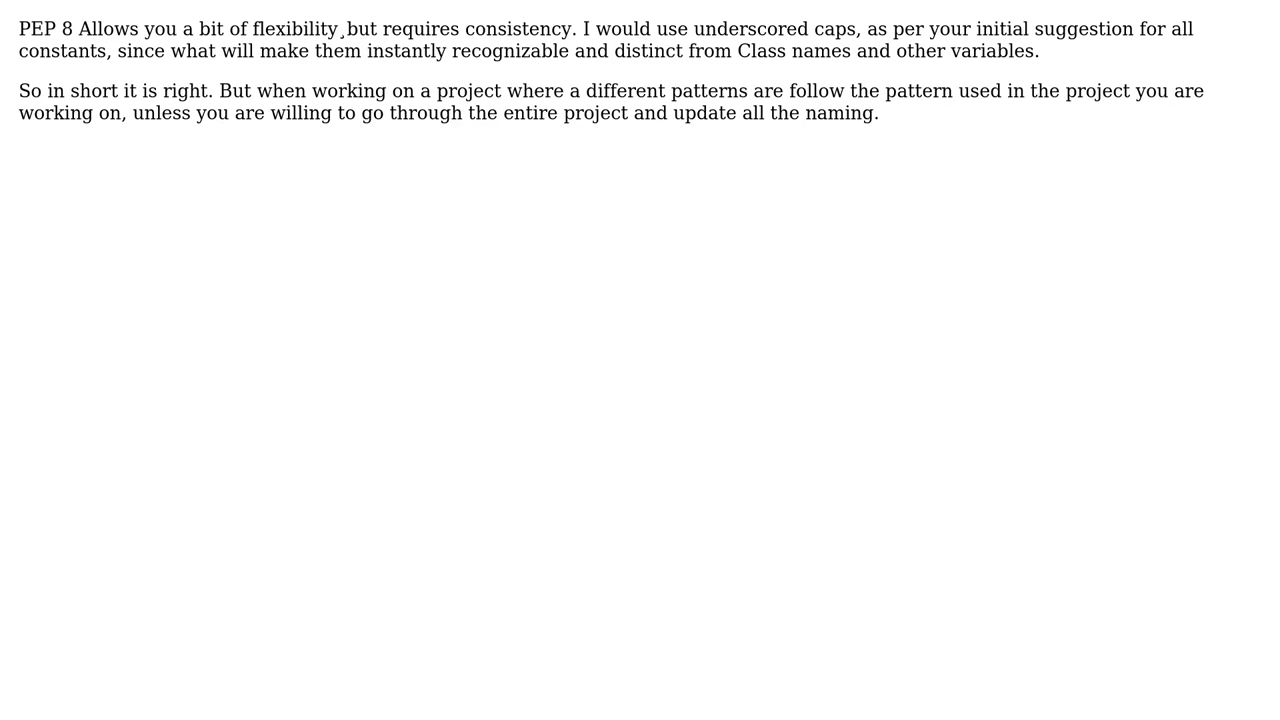 PEP 8 Allows you a bit of flexibility¸but requires consistency. I would use underscored caps, as per your initial suggestion for all
constants, since what will make them instantly recognizable and distinct from Class names and other variables.
So in short it is right. But when working on a project where a different patterns are follow the pattern used in the project you are
working on, unless you are willing to go through the entire project and update all the naming.